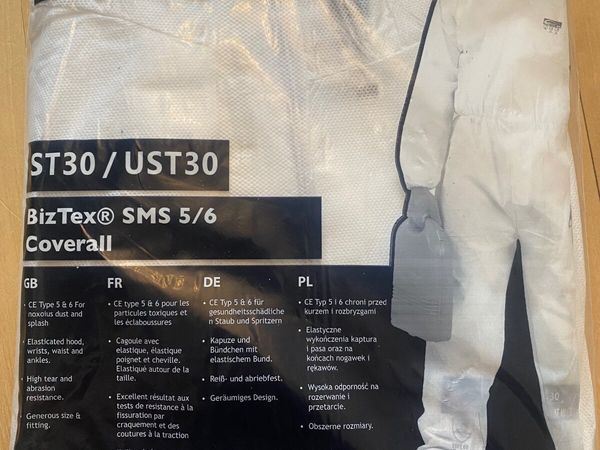 ST30 / UST30
BizTex® SMS 5/6
Coverall
GB
· CE Type 5 & 6 For
noxoius dust and
splash
· Elasticated hood,
wrists, waist and
ankles.
· High tear and
abrasion
resistance.
· Generous size &
fitting.
FR
• CE type 5 & 6 pour les
particules toxiques et
les éclaboussures
• Cagoule avec
elastique, élastique
poignet et cheville.
Elastiqué autour de la
taille.
• Excellent résultat aux
tests de resistance à la
fissuration par
craquement et des
coutures à la traction
DE
• CE Typ 5 & 6 für
gesundheitsschädliche
n Staub und Spritzern
• Kapuze und
Bündchen mit
elastischem Bund.
• Reiß- und abriebfest.
• Geräumiges Design.
PL
• CE Typ 5 i 6 chroni przed
kurzem i rozbryzgami
• Elastyczne
wykończenia kaptura
i pasa oraz na
końcach nogawek i
rękawów.
• Wysoka odporność na
rozerwanie i
przetarcie.
• Obszerne rozmiary.